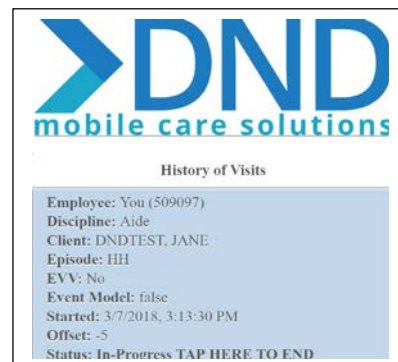 DND
mobile care solutions
History of Visits
Employee: You (509097)
Discipline: Aide
Client: DNDTEST, JANE
Episode: HH
EVV: No
Event Model: false
Started: 3/7/2018, 3:13:30 PM
Offset: -5
Status: In-Progress TAP HERE TO END